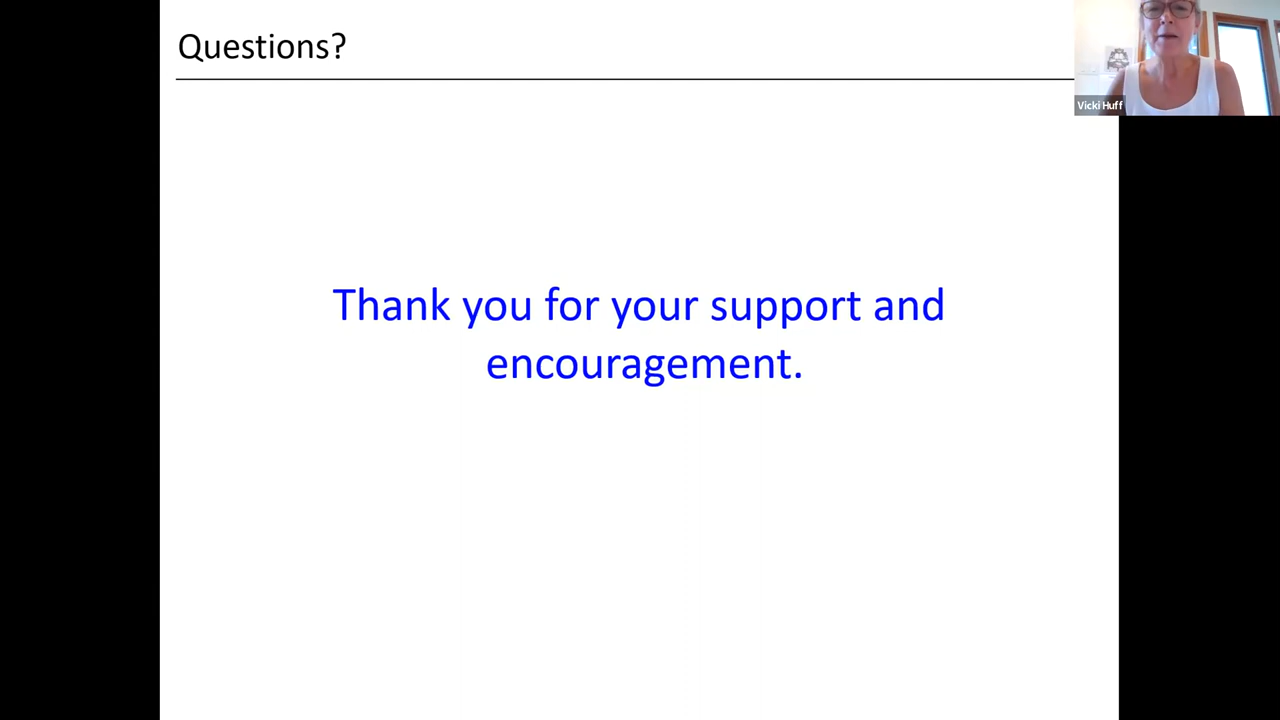 Questions?
Vicki Huff
Thank you for your support and
encouragement.